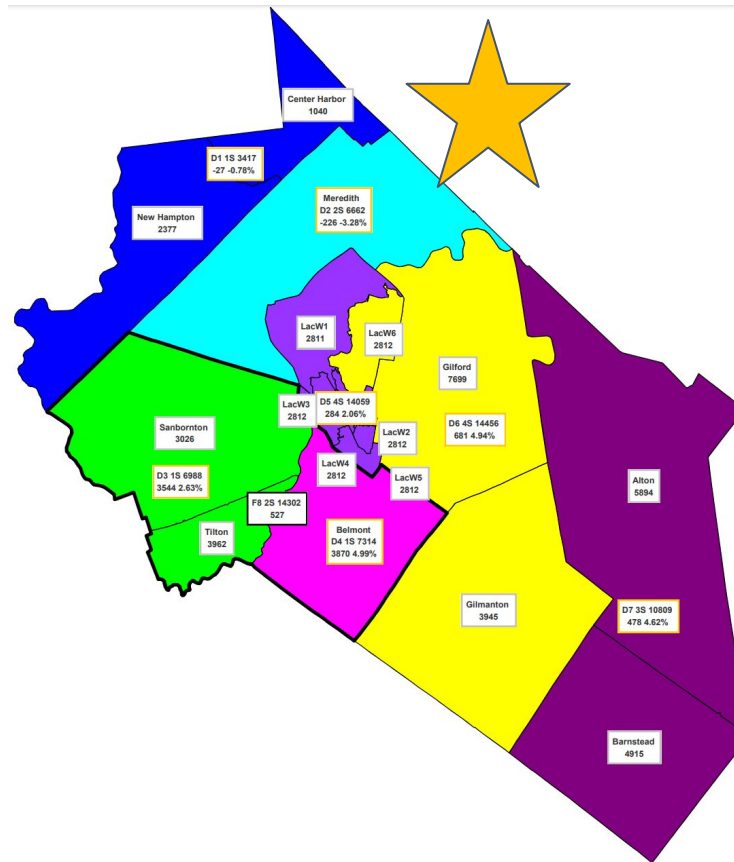 Center Harbor
1040
D1 1S 3417
-27 -0.78%
Meredith
D2 2S 6662
-226 -3.28%
New Hampton
2377
LacW1
2811
LacW6
2812
Gilford
7699
LacW3
2812
D5 4S 14059
284 2.06%
Sanbornton
3026
LacW2
2812
D6 4S 14456
681 4.94%
LacW4
2812
D3 1S 6988
3544 2.63%
LacW5
2812
Alton
5894
F8 2S 14302
527
Tilton
3962
Belmont
D4 1S 7314
3870 4.99%
Gilmanton
3945
D7 3S 10809
478 4.62%
Barnstead
4915